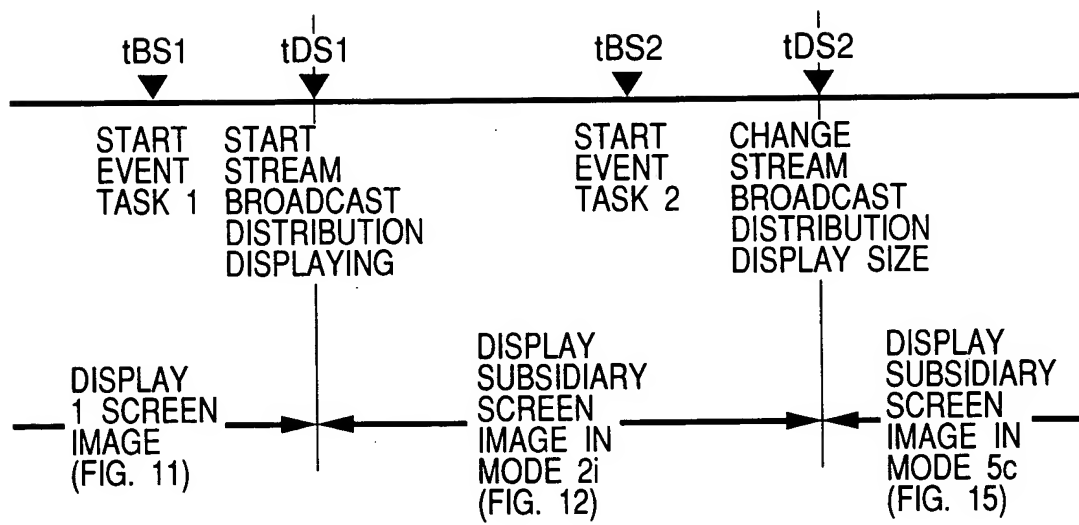 tBS1
tDS1
tBS2
tDS2
START
EVENT
TASK 1
START
STREAM
BROADCAST
DISTRIBUTION
DISPLAYING
START
EVENT
TASK 2
CHANGE
STREAM
BROADCAST
DISTRIBUTION
DISPLAY SIZE
DISPLAY
1 SCREEN
IMAGE
(FIG. 11)
DISPLAY
SUBSIDIARY
SCREEN
IMAGE IN
MODE 2i
(FIG. 12)
DISPLAY
SUBSIDIARY
SCREEN
IMAGE IN
MODE 5c
(FIG. 15)